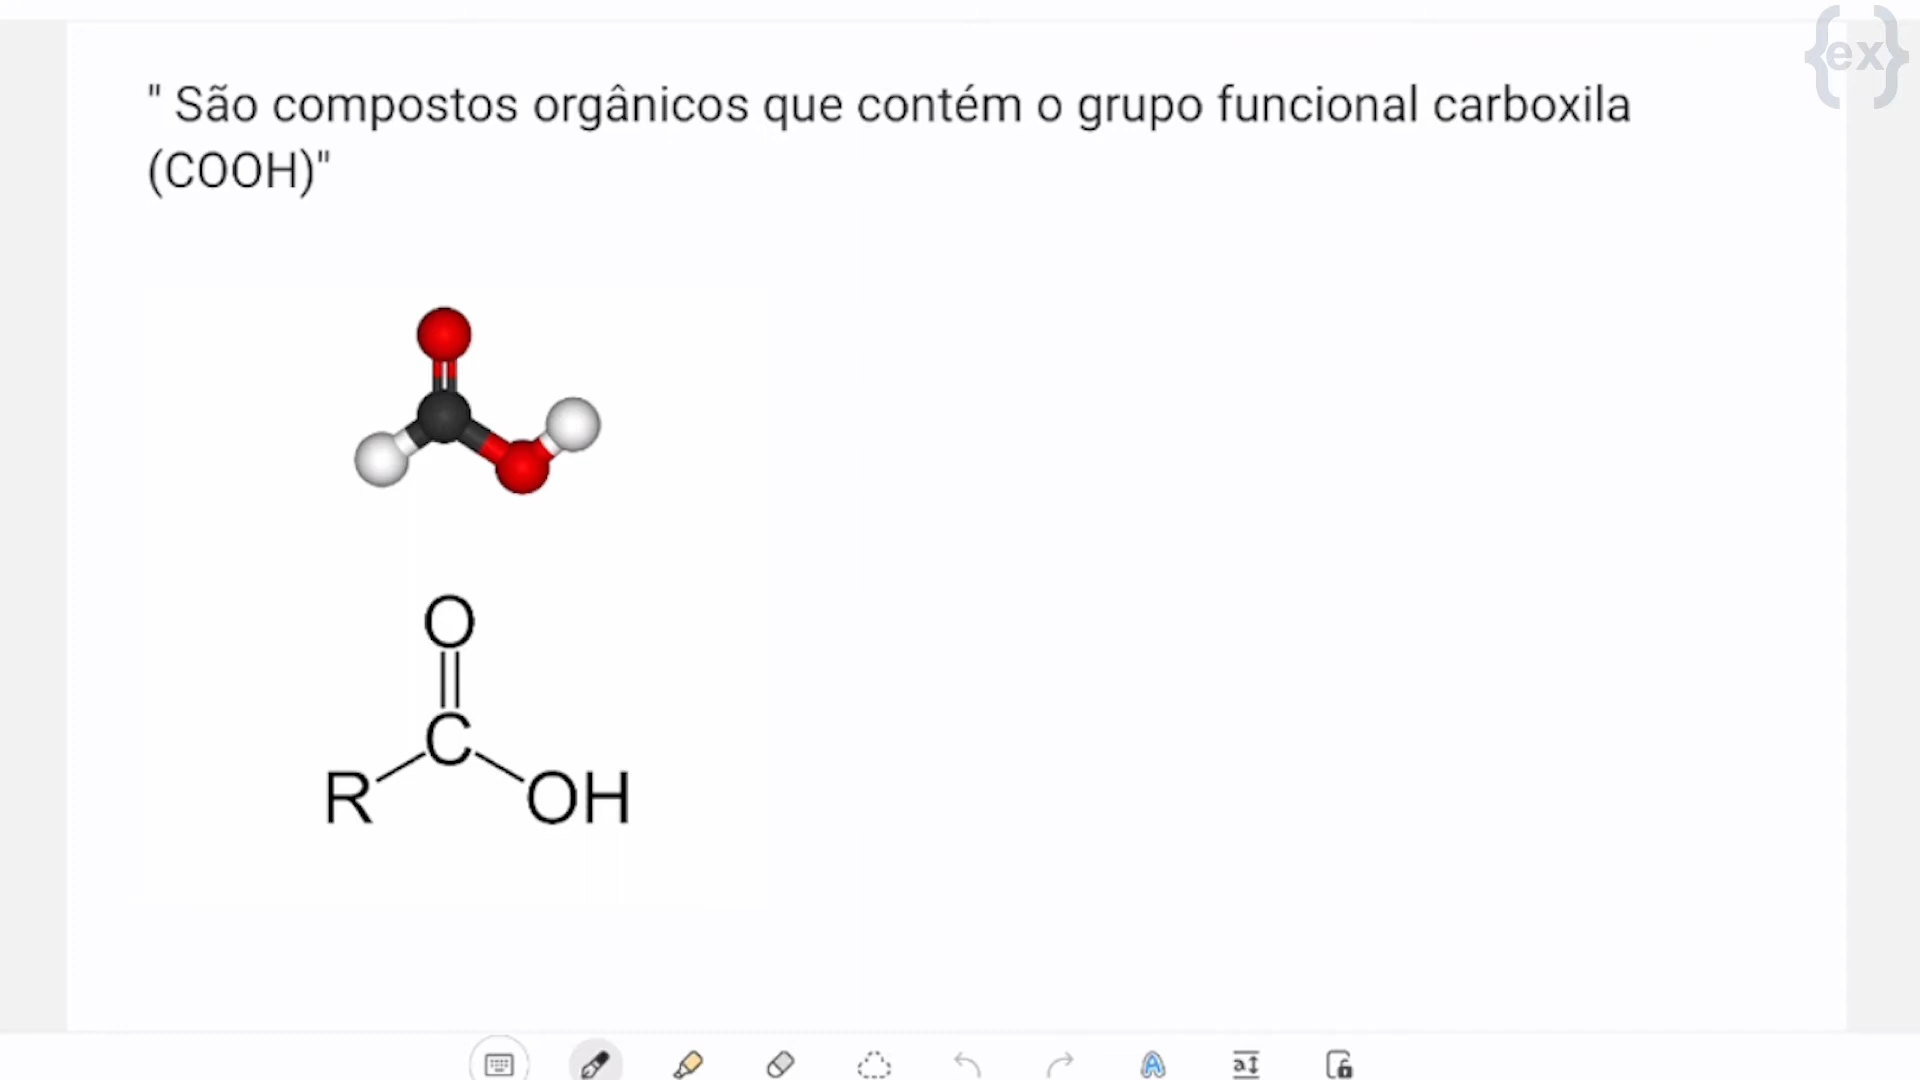 {ex}
" São compostos orgânicos que contém o grupo funcional carboxila
(COOH)"
O
C
R OH
A
a